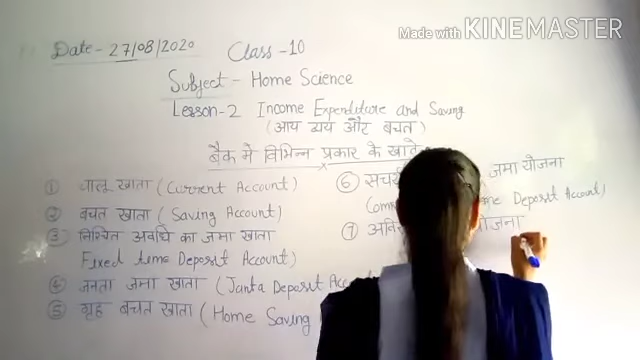 Made with KINEMASTER
Date - 27/08/2020 Class-10
Subject - Home Science
Lesson-2 Income Expenditure and Saving
(आय व्यय और बचत)
बैंक मे विभिन्न प्रकार के खाते
① चालू खाता (Current Account)
② बचत खाता (Saving Account)
③ निश्चित अवधि का जमा खाता
Fixed time Deposit Account)
④ जनता जमा खाता (Janta Deposit
⑤ गृह बचत खाता (Home Saving
⑥ जमा योजना
Deposit Account)
⑦ योजना